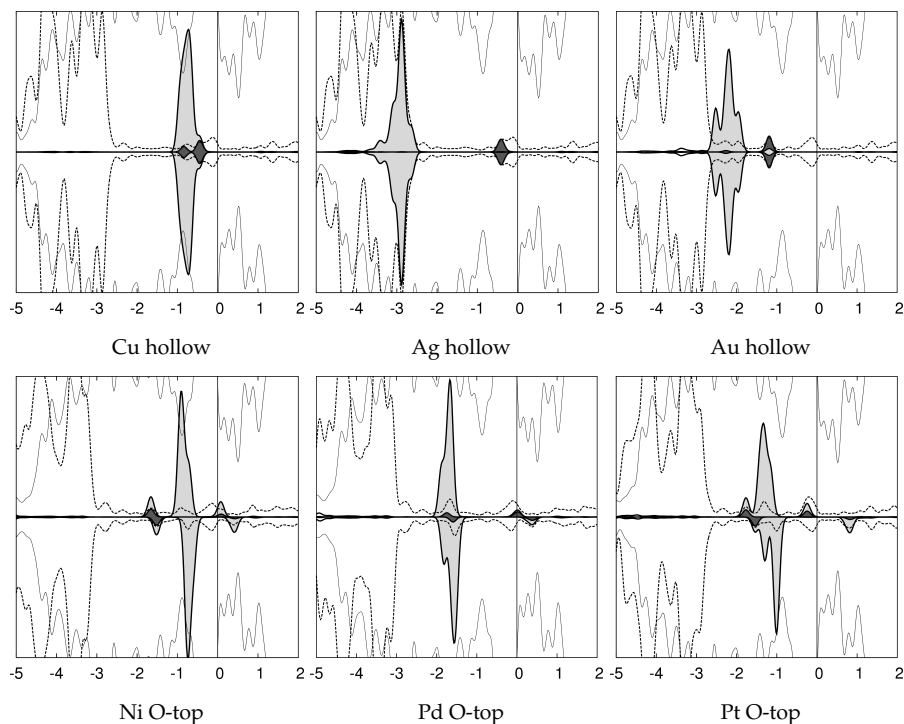 -5 -4 -3 -2 -1 0 1 2 -5 -4 -3 -2 -1 0 1 2 -5 -4 -3 -2 -1 0 1 2
Cu hollow Ag hollow Au hollow
-5 -4 -3 -2 -1 0 1 2 -5 -4 -3 -2 -1 0 1 2 -5 -4 -3 -2 -1 0 1 2
Ni O-top Pd O-top Pt O-top